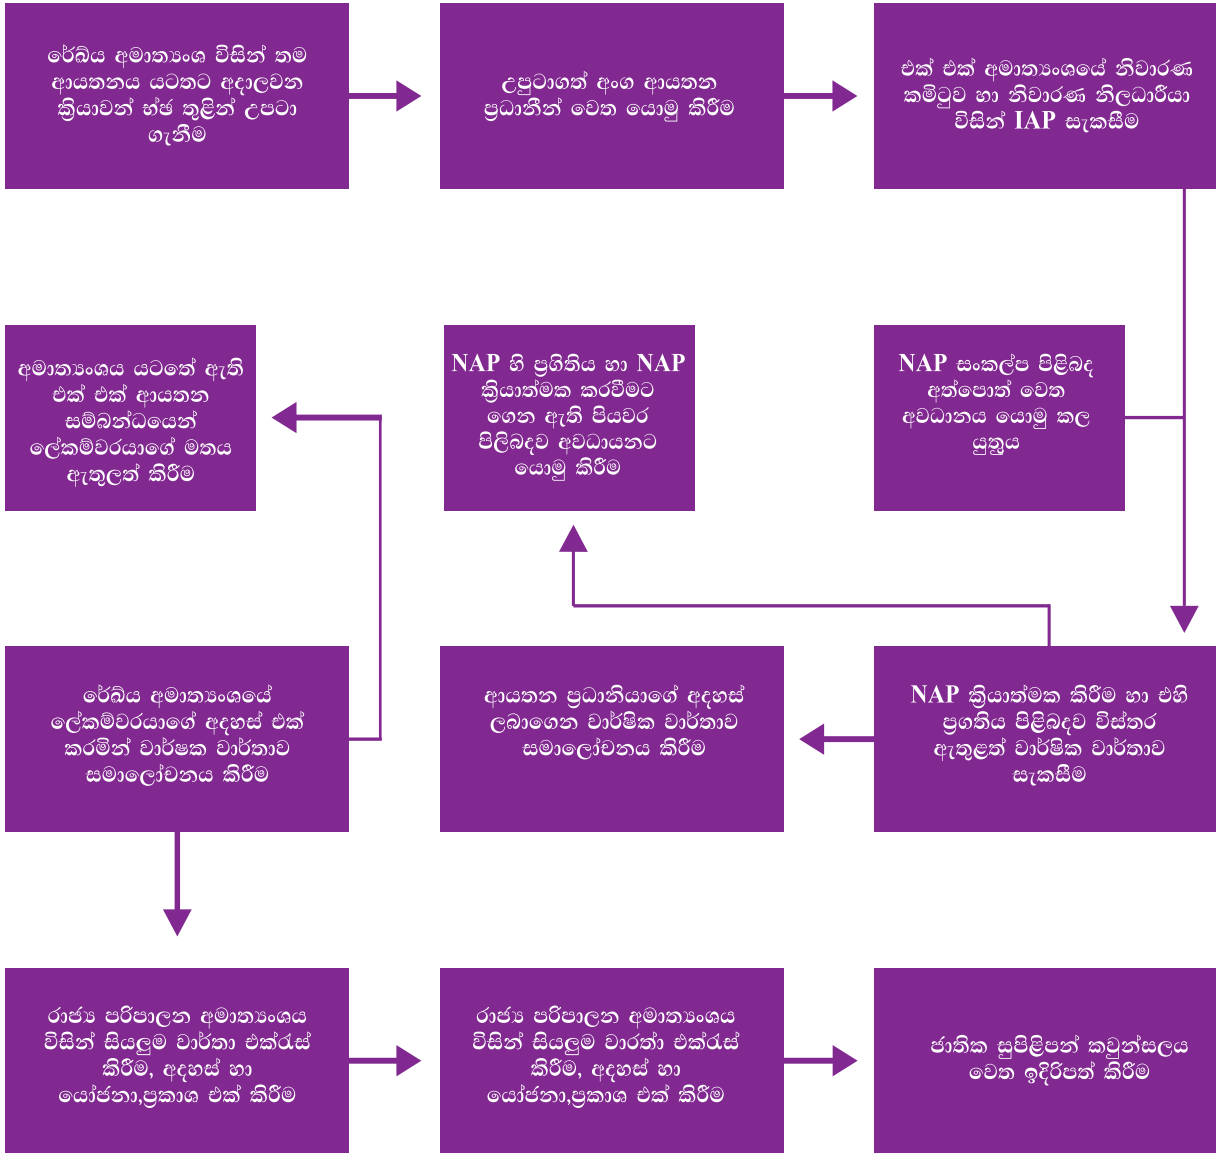 රේඛ්ය අමාත්‍යංශ විසින් තම
ආයතනය යටතට අදාලවන
ක්‍රියාවන් භ්ඡ තුළින් උපටා
ගැනීම
උපුටාගත් අංග ආයතන
ප්‍රධානීන් වෙත යොමු කිරීම
එක් එක් අමාත්‍යංශයේ නිවාරණ
කමිටුව හා නිවාරණ නිලධාරීයා
විසින් IAP සැකසීම
අමාත්‍යංශය යටතේ ඇති
එක් එක් ආයතන
සම්බන්ධයෙන්
ලේකම්වරයාගේ මතය
ඇතුලත් කිරීම
NAP හි ප්‍රගිතිය හා NAP
ක්‍රියාත්මක කරවීමට
ගෙන ඇති පියවර
පිලිබදව අවධායනට
යොමු කිරීම
NAP සංකල්ප පිළිබද
අත්පොත් වෙත
අවධානය යොමු කල
යුතුය
රේඛ්ය අමාත්‍යංශයේ
ලේකම්වරයාගේ අදහස් එක්
කරමින් වාර්ෂක වාර්තාව
සමාලෝචනය කිරීම
ආයතන ප්‍රධානියාගේ අදහස්
ලබාගෙන වාර්ෂික වාර්තාව
සමාලෝචනය කිරීම
NAP ක්‍රියාත්මක කිරීම හා එහි
ප්‍රගතිය පිළිබදව විස්තර
ඇතුළත් වාර්ෂික වාර්තාව
සැකසීම
රාජ්‍ය පරිපාලන අමාත්‍යංශය
විසින් සියලුම වාර්තා එක්රැස්
කිරීම, අදහස් හා
යෝජනා,ප්‍රකාශ එක් කිරීම
රාජ්‍ය පරිපාලන අමාත්‍යංශය
විසින් සියලුම වාරතා එක්රැස්
කිරීම, අදහස් හා
යෝජනා,ප්‍රකාශ එක් කිරීම
ජාතික සුපිළිපන් කවුන්සලය
වෙත ඉදිරිපත් කිරීම